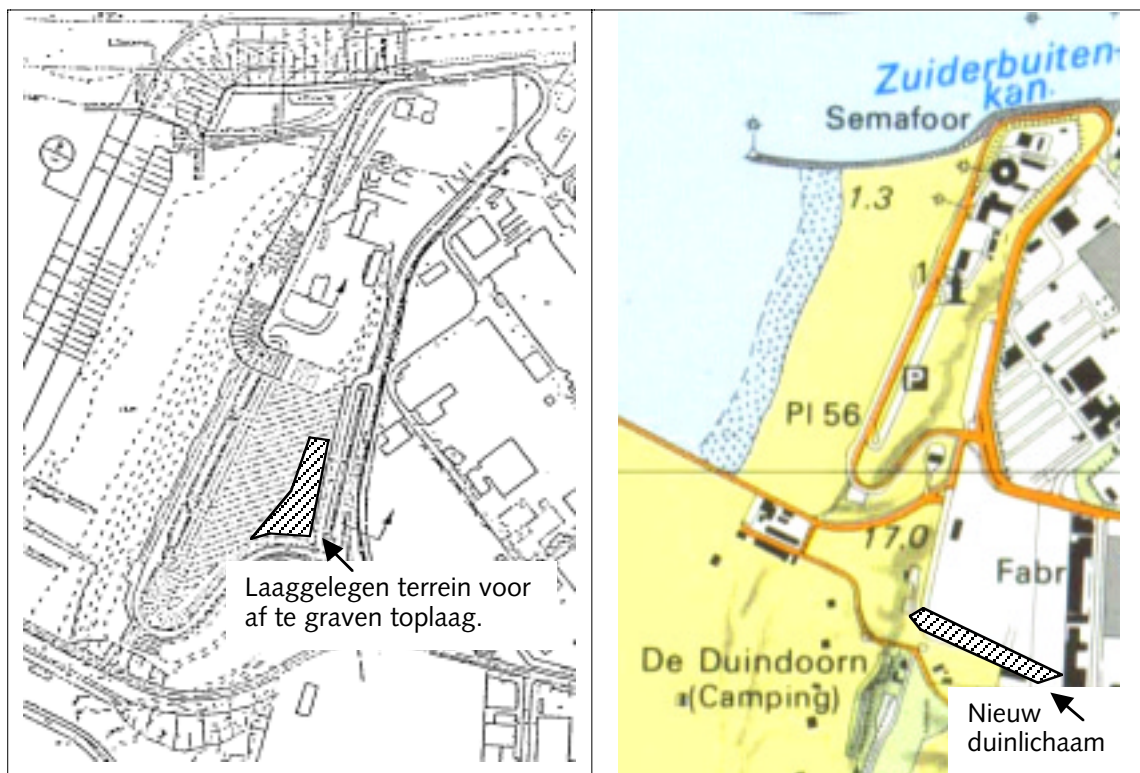 Laaggelegen terrein voor
af te graven toplaag.
Zuiderbuiten-
kan.
Semafoor
1.3
1
P
Pl 56
17.0
Fabr
De Duindoorn
(Camping)
Nieuw
duinlichaam